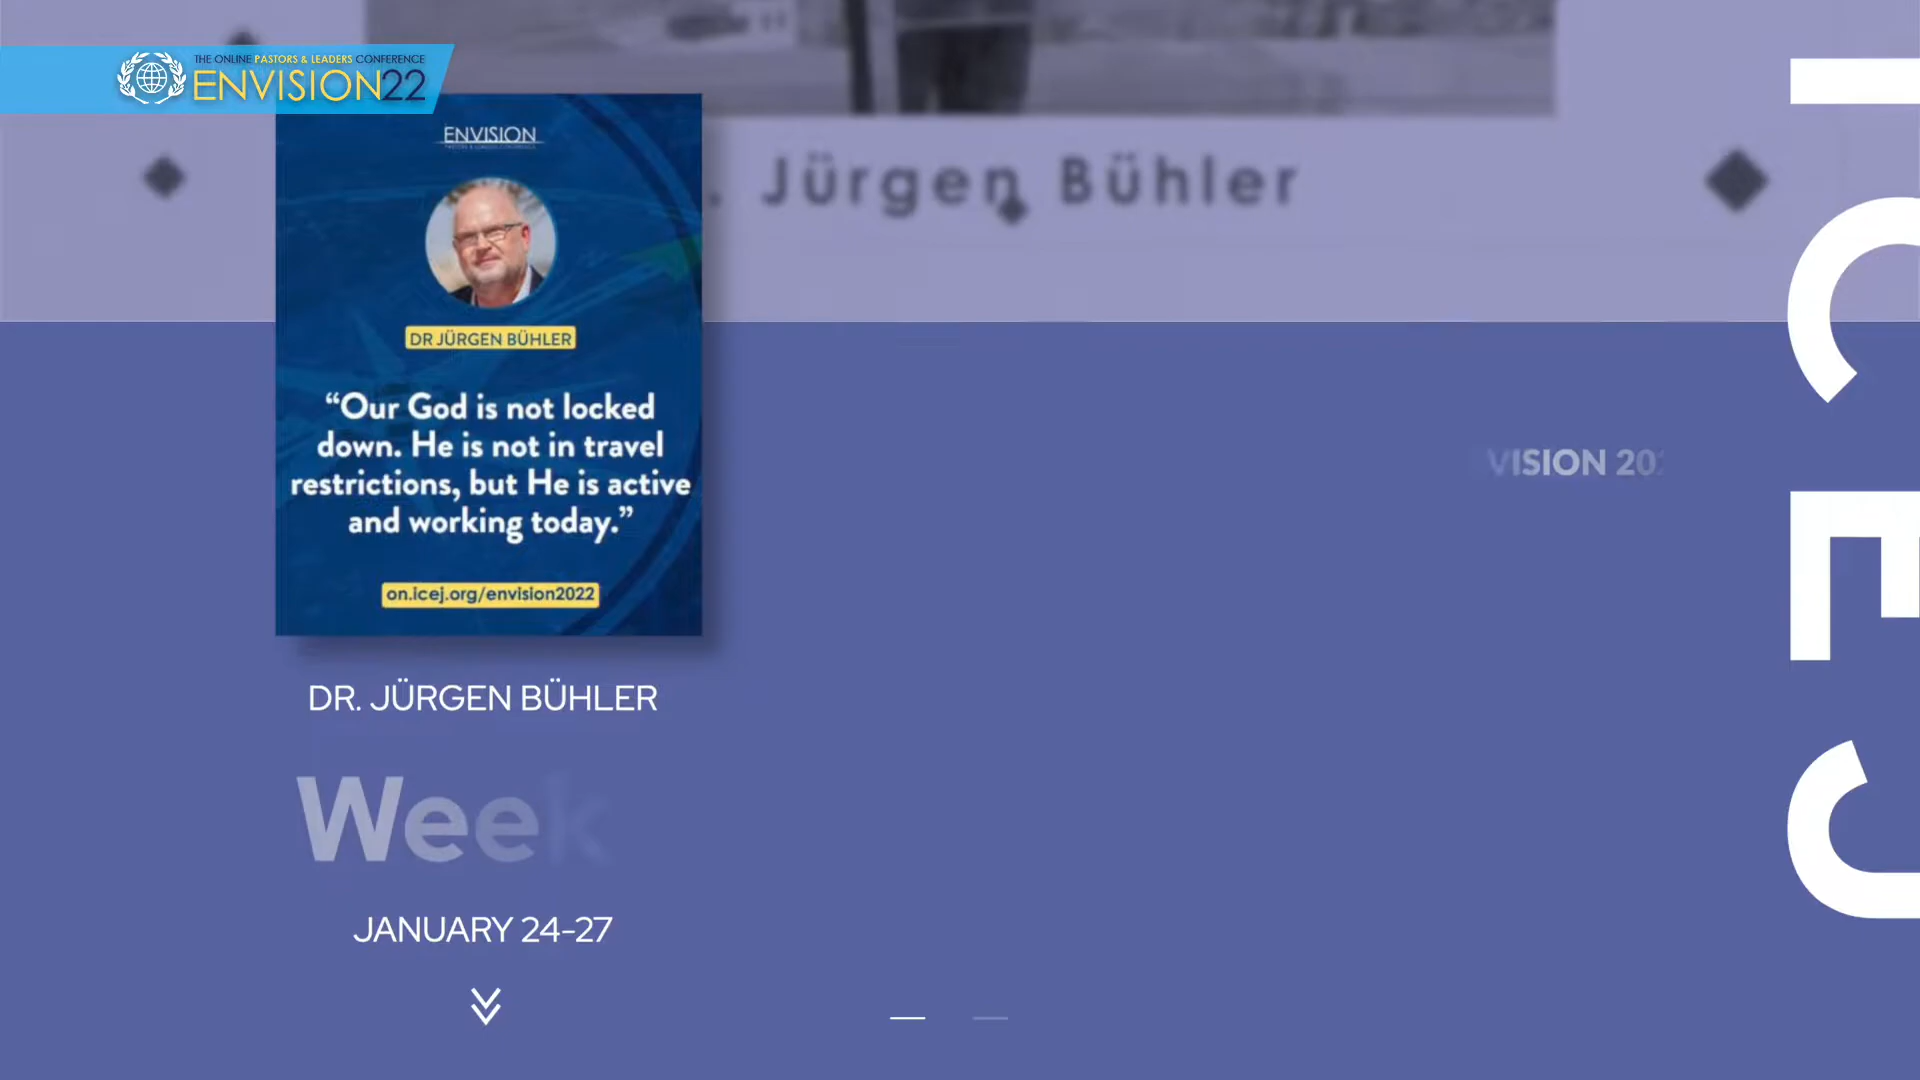 THE ONLINE PASTORS & LEADERS CONFERENCE
ENVISION22
Jürgen Bühler
ENVISION
DR JÜRGEN BÜHLER
“Our God is not locked
down. He is not in travel
restrictions, but He is active
and working today.”
on.icej.org/envision2022
DR. JÜRGEN BÜHLER
Week
JANUARY 24-27
VISION 202
ICEJ